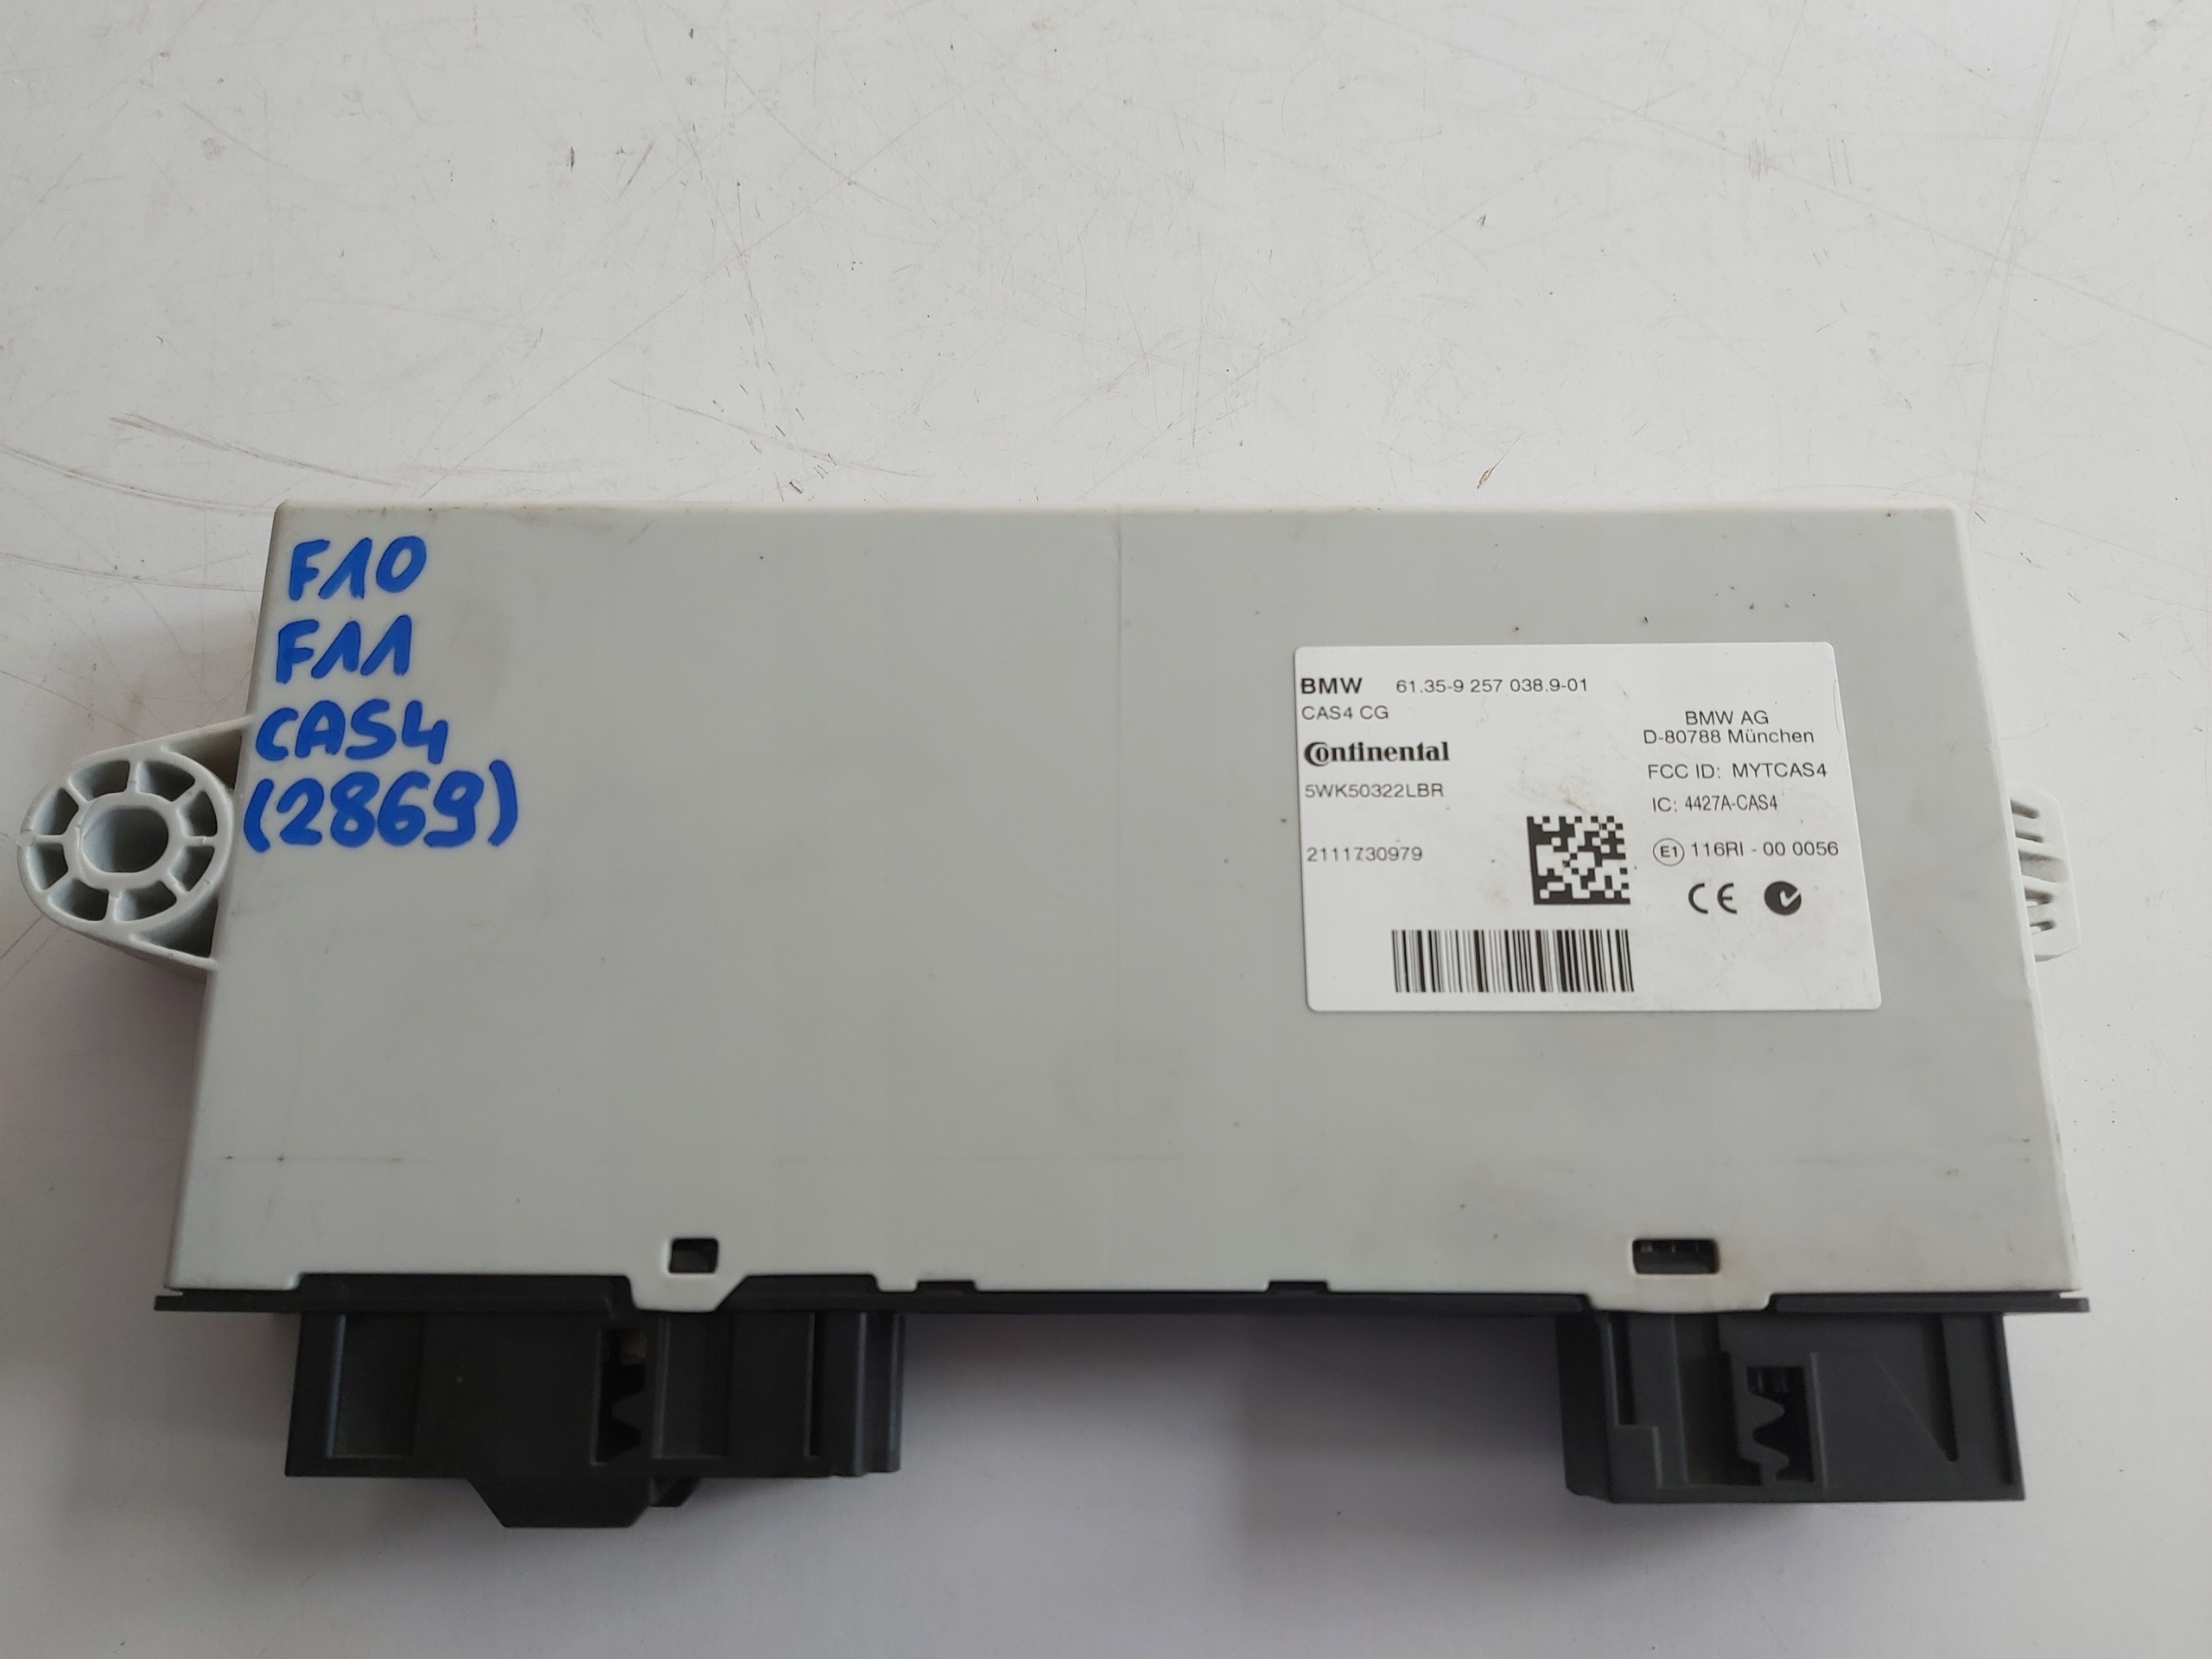 F10
F11
CAS4
(2869)
BMW 61.35-9 257 038.9-01
CAS4 CG
Continental
5WK50322LBR
2111730979
BMW AG
D-80788 München
FCC ID: MYTCAS4
IC: 4427A-CAS4
E1 116RI - 00 0056
CE